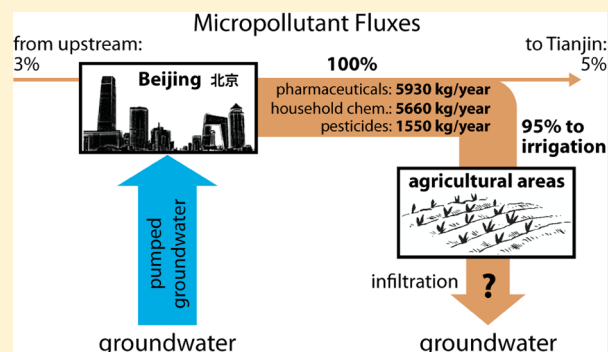 Micropollutant Fluxes
from upstream:
3%
to Tianjin:
5%
100%
Beijing 北京
pharmaceuticals: 5930 kg/year
household chem.: 5660 kg/year
pesticides: 1550 kg/year
95% to
irrigation
agricultural areas
pumped
groundwater
infiltration
?
groundwater
groundwater